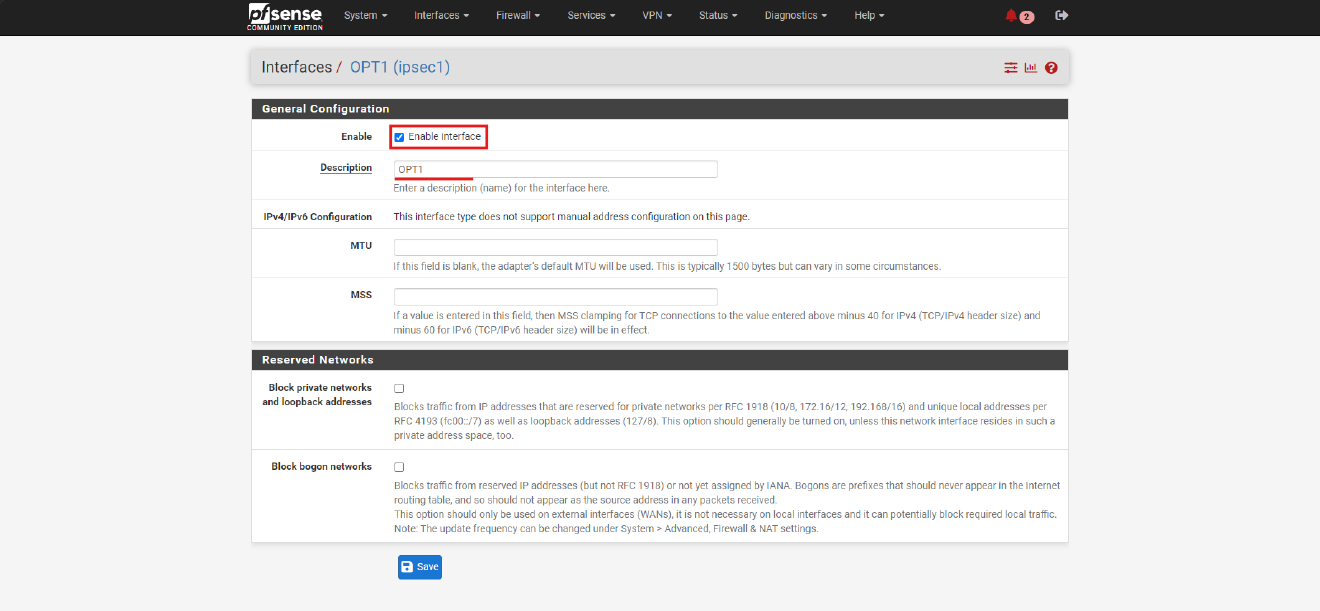 pfsense
COMMUNITY EDITION
System
Interfaces
Firewall
Services
VPN
Status
Diagnostics
Help
2
Interfaces / OPT1 (ipsec1)
General Configuration
Enable
Enable interface
Description
OPT1
Enter a description (name) for the interface here.
IPv4/IPv6 Configuration
This interface type does not support manual address configuration on this page.
MTU
If this field is blank, the adapter's default MTU will be used. This is typically 1500 bytes but can vary in some circumstances.
MSS
If a value is entered in this field, then MSS clamping for TCP connections to the value entered above minus 40 for IPv4 (TCP/IPv4 header size) and
minus 60 for IPv6 (TCP/IPv6 header size) will be in effect.
Reserved Networks
Block private networks
and loopback addresses
Blocks traffic from IP addresses that are reserved for private networks per RFC 1918 (10/8, 172.16/12, 192.168/16) and unique local addresses per
RFC 4193 (fc00::/7) as well as loopback addresses (127/8). This option should generally be turned on, unless this network interface resides in such a
private address space, too.
Block bogon networks
Blocks traffic from reserved IP addresses (but not RFC 1918) or not yet assigned by IANA. Bogons are prefixes that should never appear in the Internet
routing table, and so should not appear as the source address in any packets received.
This option should only be used on external interfaces (WANs), it is not necessary on local interfaces and it can potentially block required local traffic.
Note: The update frequency can be changed under System > Advanced, Firewall & NAT settings.
Save